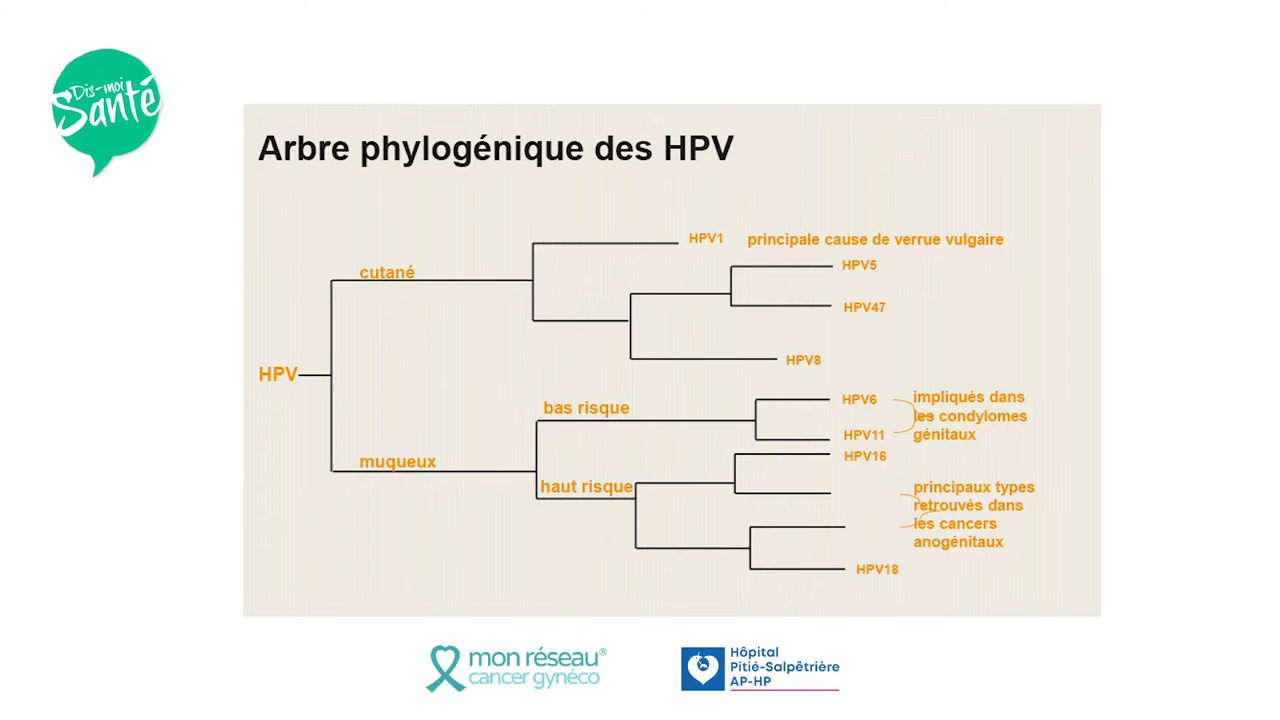 Dis-moi
Santé
Arbre phylogénique des HPV
HPV1 principale cause de verrue vulgaire
HPV5
cutané
HPV47
HPV8
HPV
HPV6
impliqués dans
les condylomes
génitaux
bas risque
HPV11
HPV16
muqueux
haut risque
principaux types
retrouvés dans
les cancers
anogénitaux
HPV18
mon réseau®
cancer gynéco
Hôpital
Pitié-Salpêtrière
AP-HP